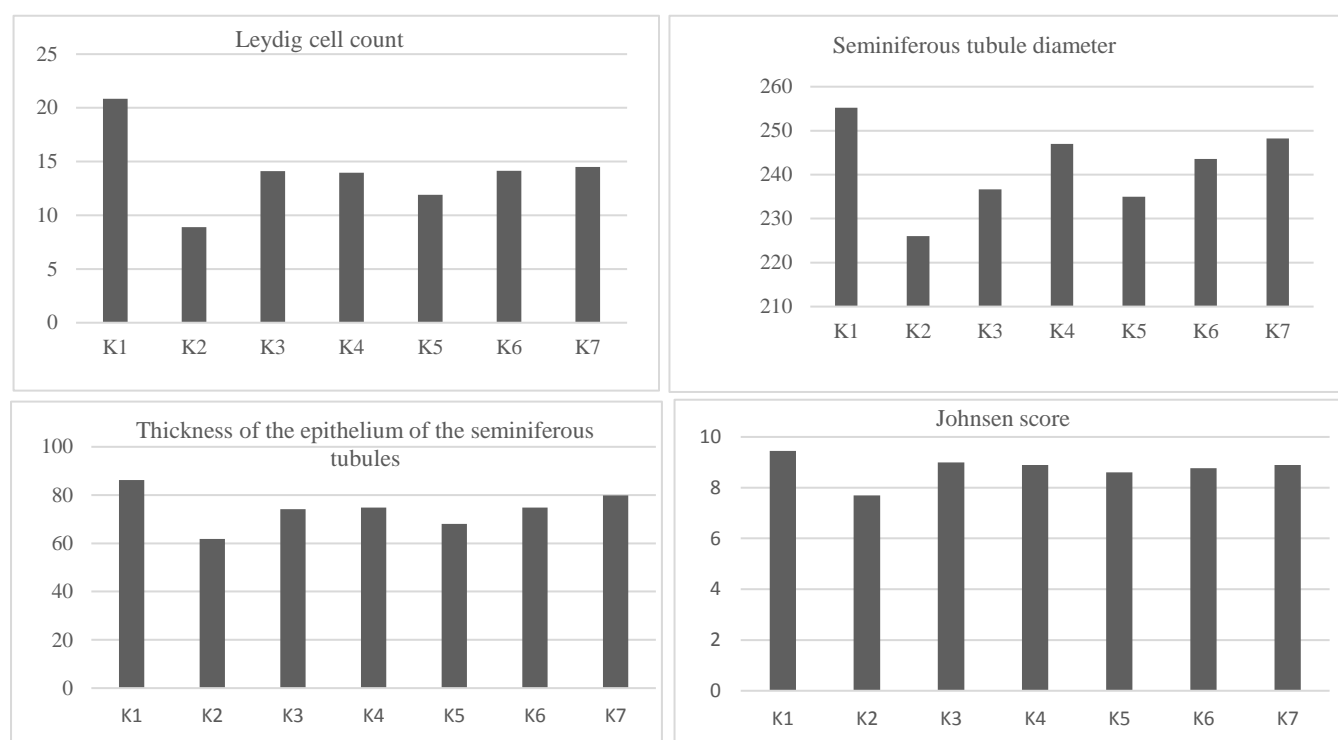 Leydig cell count
25
20
15
10
5
0
K1 K2 K3 K4 K5 K6 K7
Seminiferous tubule diameter
260
250
240
230
220
210
K1 K2 K3 K4 K5 K6 K7
Thickness of the epithelium of the seminiferous
tubules
100
80
60
40
20
0
K1 K2 K3 K4 K5 K6 K7
Johnsen score
10
8
6
4
2
0
K1 K2 K3 K4 K5 K6 K7